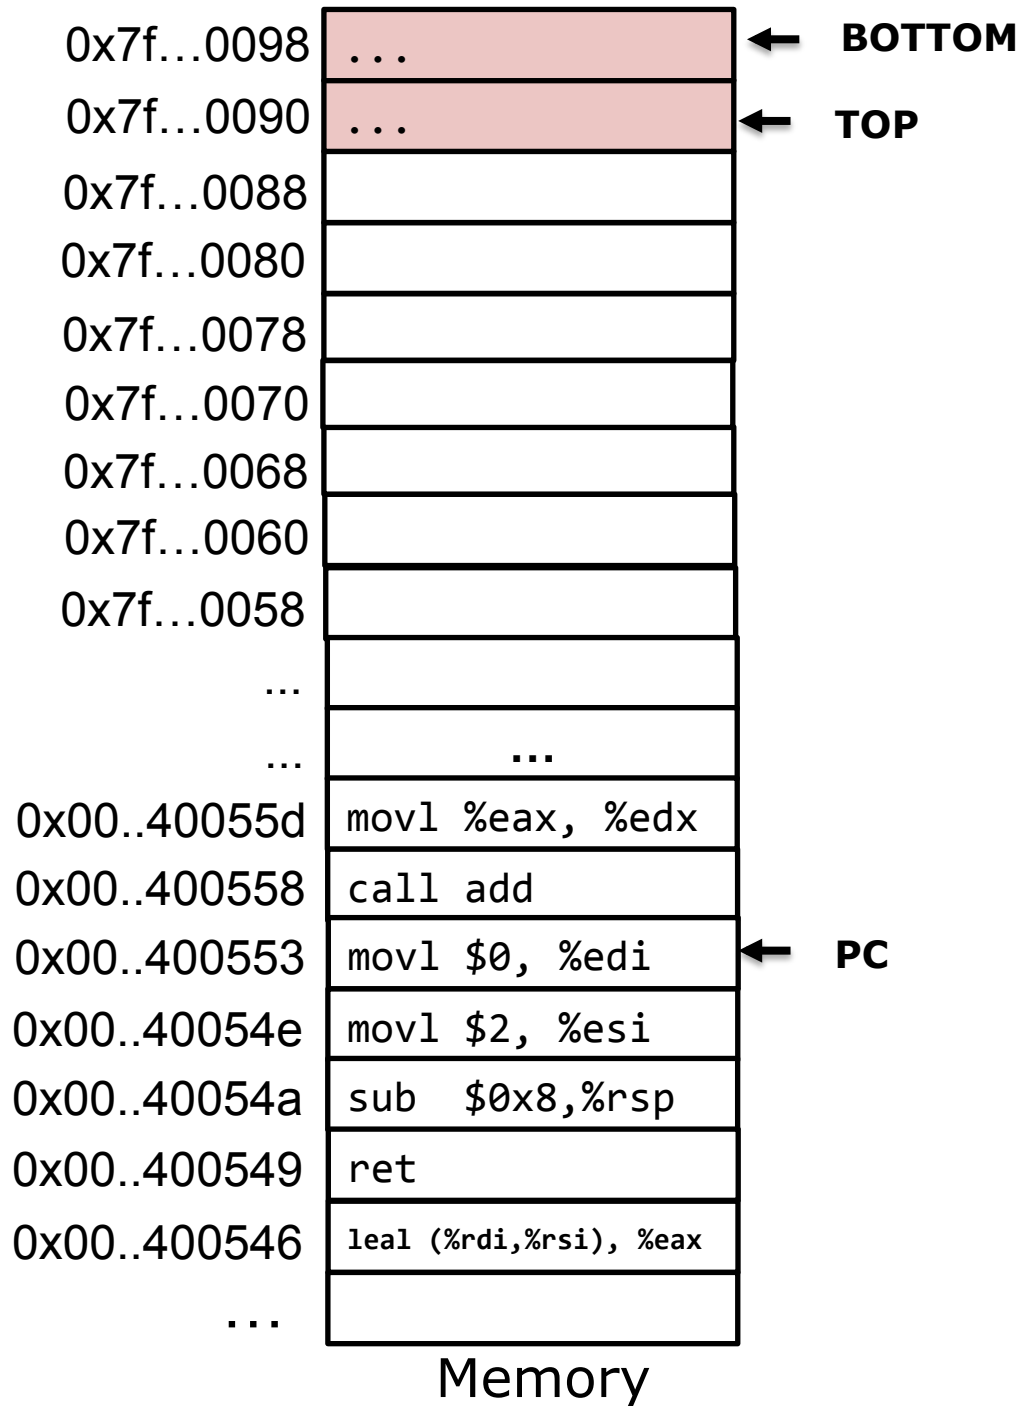 0x7f…0098 ... BOTTOM
0x7f…0090 ... TOP
0x7f…0088
0x7f…0080
0x7f…0078
0x7f…0070
0x7f…0068
0x7f…0060
0x7f…0058
...
... ...
0x00..40055d movl %eax, %edx
0x00..400558 call add
0x00..400553 movl $0, %edi PC
0x00..40054e movl $2, %esi
0x00..40054a sub $0x8,%rsp
0x00..400549 ret
0x00..400546 leal (%rdi,%rsi), %eax
...
Memory